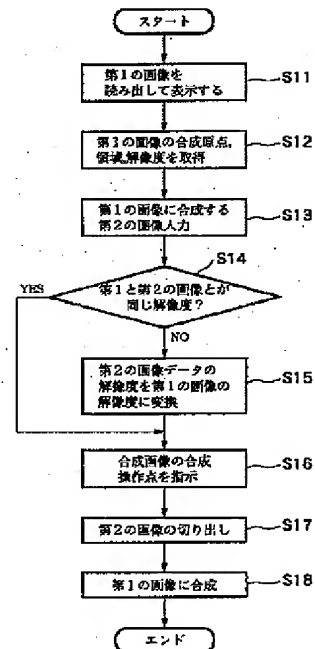 スタート
第1の画像を
読み出して表示する
S11
第1の画像の合成原点,
領域,解像度を取得
S12
第1の画像に合成する
第2の画像入力
S13
S14
第1と第2の画像とが
同じ解像度?
YES
NO
第2の画像データの
解像度を第1の画像の
解像度に変換
S15
合成画像の合成
操作点を指示
S16
第2の画像の切り出し
S17
第1の画像に合成
S18
エンド